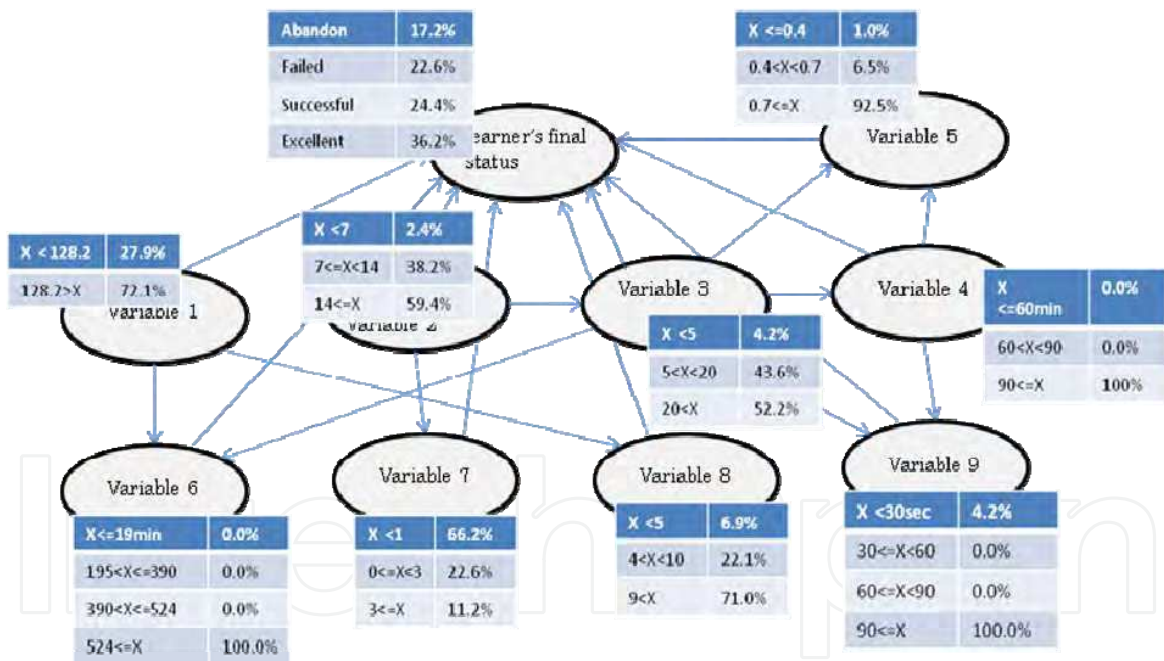 Abandon 17.2%
Failed 22.6%
Successful 24.4%
Excellent 36.2%
X <=0.4 1.0%
0.4<X<0.7 6.5%
0.7<=X 92.5%
earner's final
status
Variable 5
X <128.2 27.9%
128.2>X 72.1%
Variable 1
X <7 2.4%
7<=X<14 38.2%
14<=X 59.4%
Variable 2
Variable 3
X <5 4.2%
5<X<20 43.6%
20<X 52.2%
Variable 4
X 0.0%
<=60min
60<X<90 0.0%
90<=X 100%
Variable 6
X<=19min 0.0%
195<X<=390 0.0%
390<X<=524 0.0%
524<=X 100.0%
Variable 7
X <1 66.2%
0<=X<3 22.6%
3<=X 11.2%
Variable 8
X <5 6.9%
4<X<10 22.1%
9<X 71.0%
Variable 9
X <30sec 4.2%
30<=X<60 0.0%
60<=X<90 0.0%
90<=X 100.0%